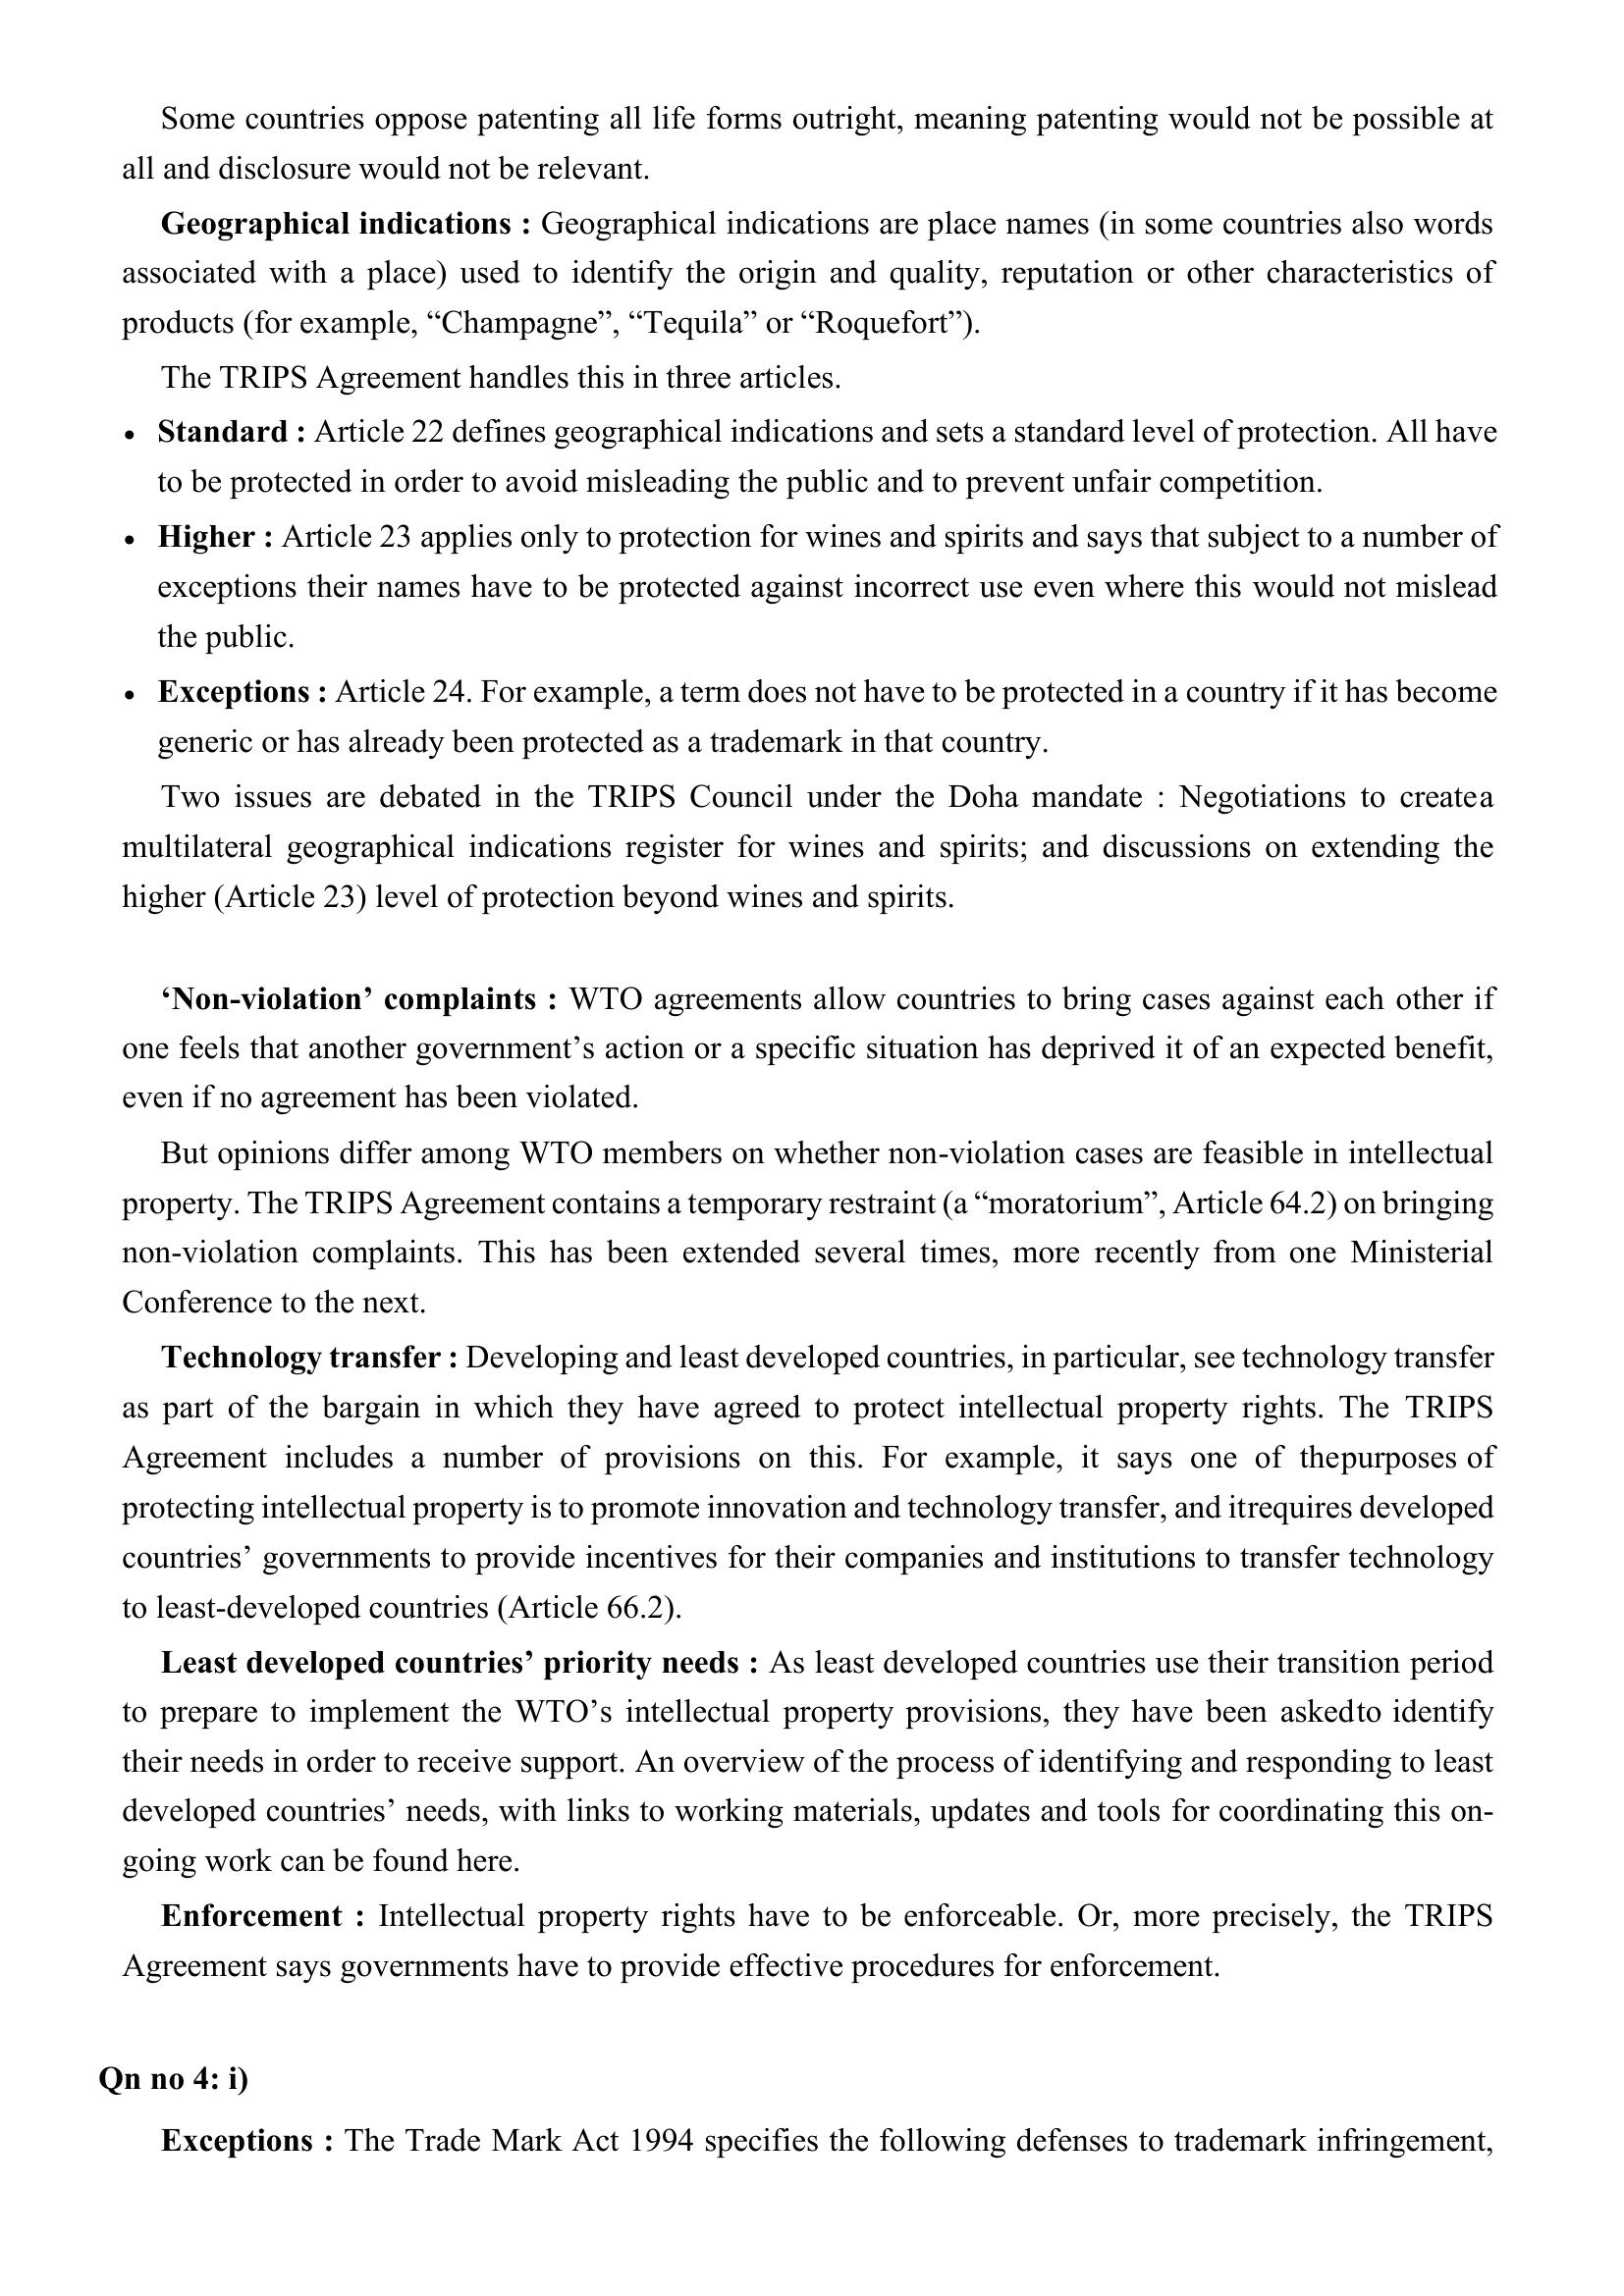 Some countries oppose patenting all life forms outright, meaning patenting would not be possible at
all and disclosure would not be relevant.
Geographical indications : Geographical indications are place names (in some countries also words
associated with a place) used to identify the origin and quality, reputation or other characteristics of
products (for example, “Champagne”, “Tequila” or “Roquefort”).
The TRIPS Agreement handles this in three articles.
• Standard : Article 22 defines geographical indications and sets a standard level of protection. All have
to be protected in order to avoid misleading the public and to prevent unfair competition.
• Higher : Article 23 applies only to protection for wines and spirits and says that subject to a number of
exceptions their names have to be protected against incorrect use even where this would not mislead
the public.
• Exceptions : Article 24. For example, a term does not have to be protected in a country if it has become
generic or has already been protected as a trademark in that country.
Two issues are debated in the TRIPS Council under the Doha mandate : Negotiations to createa
multilateral geographical indications register for wines and spirits; and discussions on extending the
higher (Article 23) level of protection beyond wines and spirits.
‘Non-violation’ complaints : WTO agreements allow countries to bring cases against each other if
one feels that another government’s action or a specific situation has deprived it of an expected benefit,
even if no agreement has been violated.
But opinions differ among WTO members on whether non-violation cases are feasible in intellectual
property. The TRIPS Agreement contains a temporary restraint (a “moratorium”, Article 64.2) on bringing
non-violation complaints. This has been extended several times, more recently from one Ministerial
Conference to the next.
Technology transfer : Developing and least developed countries, in particular, see technology transfer
as part of the bargain in which they have agreed to protect intellectual property rights. The TRIPS
Agreement includes a number of provisions on this. For example, it says one of thepurposes of
protecting intellectual property is to promote innovation and technology transfer, and itrequires developed
countries’ governments to provide incentives for their companies and institutions to transfer technology
to least-developed countries (Article 66.2).
Least developed countries’ priority needs : As least developed countries use their transition period
to prepare to implement the WTO’s intellectual property provisions, they have been askedto identify
their needs in order to receive support. An overview of the process of identifying and responding to least
developed countries’ needs, with links to working materials, updates and tools for coordinating this on-
going work can be found here.
Enforcement : Intellectual property rights have to be enforceable. Or, more precisely, the TRIPS
Agreement says governments have to provide effective procedures for enforcement.
Qn no 4: i)
Exceptions : The Trade Mark Act 1994 specifies the following defenses to trademark infringement,